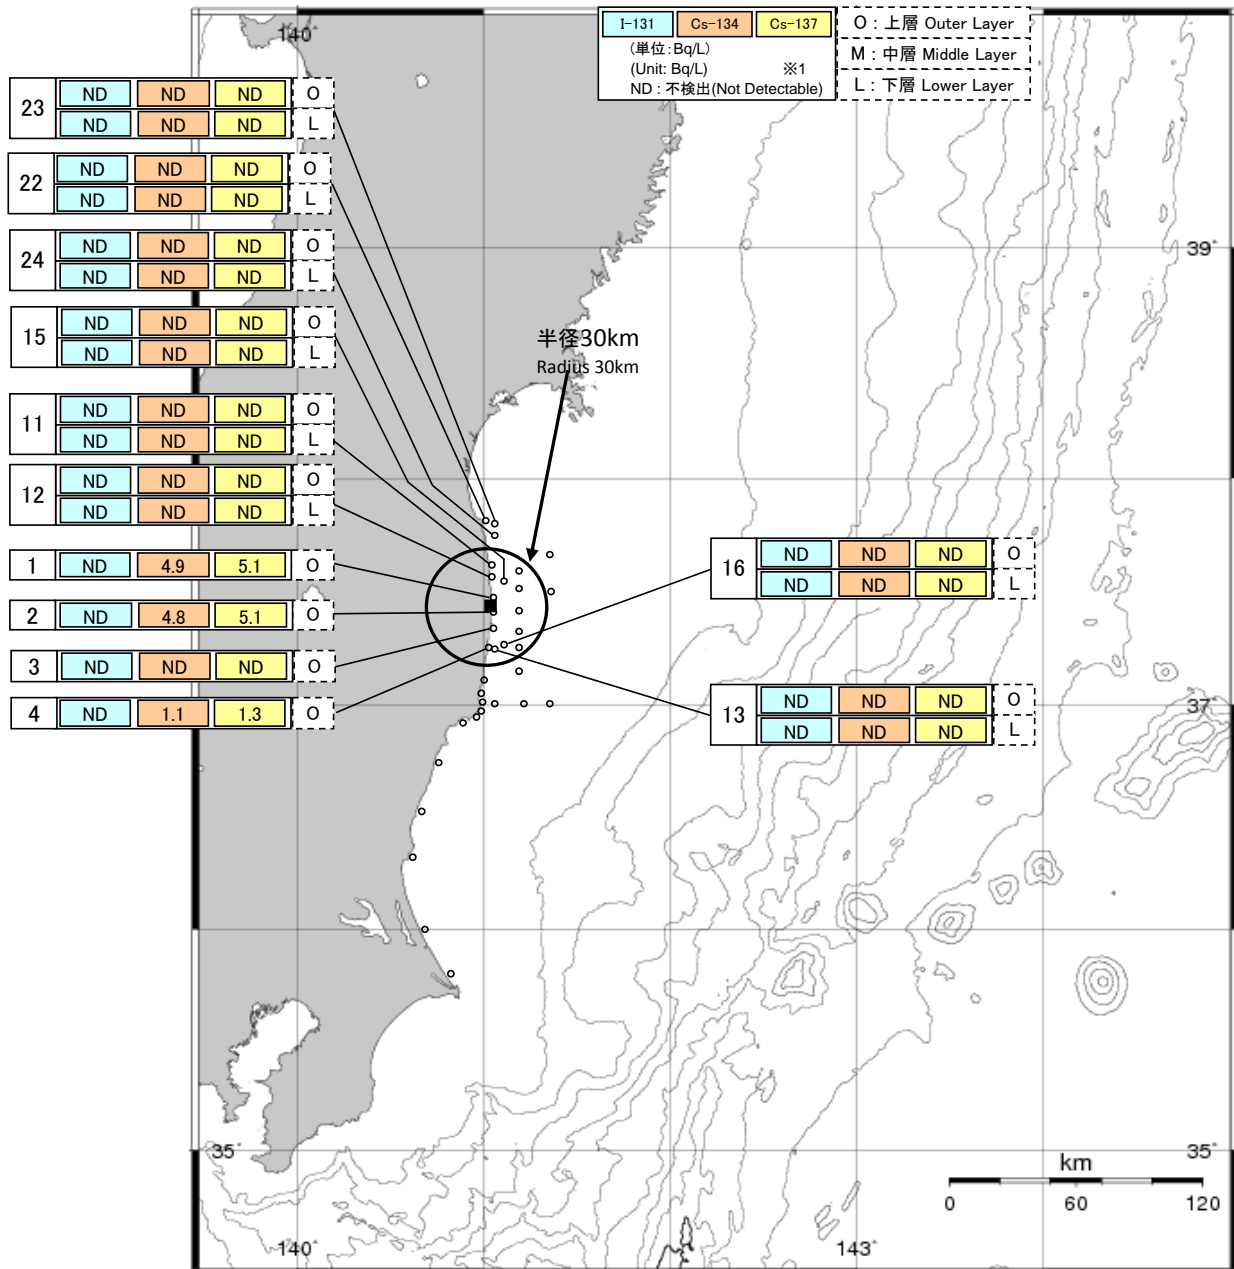 140°
I-131 Cs-134 Cs-137
(単位:Bq/L)
(Unit: Bq/L) ※1
ND : 不検出(Not Detectable)
O : 上層 Outer Layer
M : 中層 Middle Layer
L : 下層 Lower Layer
23 ND ND ND O
ND ND ND L
22 ND ND ND O
ND ND ND L
24 ND ND ND O
ND ND ND L
39°
15 ND ND ND O
ND ND ND L
半径30km
Radius 30km
11 ND ND ND O
ND ND ND L
12 ND ND ND O
ND ND ND L
1 ND 4.9 5.1 O
2 ND 4.8 5.1 O
3 ND ND ND O
4 ND 1.1 1.3 O
16 ND ND ND O
ND ND ND L
13 ND ND ND O
ND ND ND L
37°
35°
35°
km
0 60 120
140°
143°